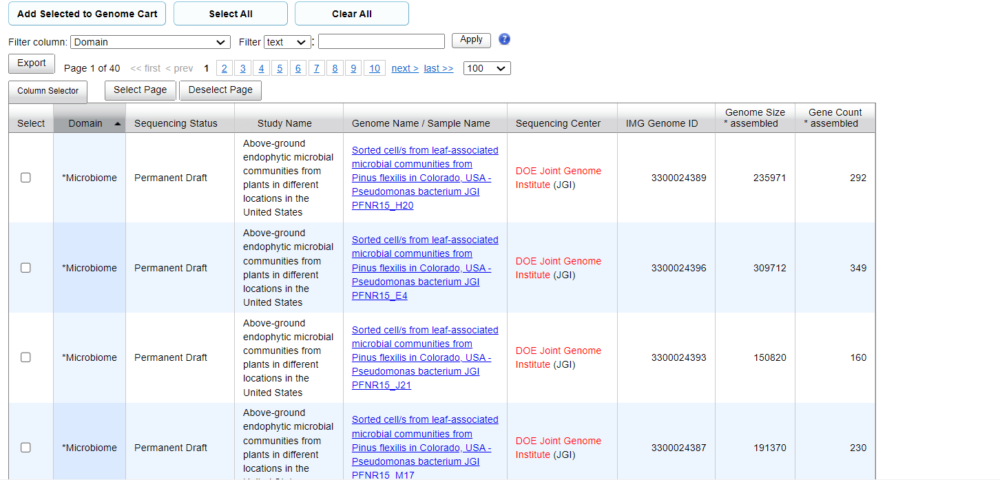 Add Selected to Genome Cart Select All Clear All
Filter column: Domain Filter text : Apply ?
Export Page 1 of 40 << first < prev 1 2 3 4 5 6 7 8 9 10 next > last >> 100
Column Selector Select Page Deselect Page
Select Domain Sequencing Status Study Name Genome Name / Sample Name Sequencing Center IMG Genome ID Genome Size * assembled Gene Count * assembled
*Microbiome
Permanent Draft
Above-ground
endophytic microbial
communities from
plants in different
locations in the
United States
Sorted cell/s from leaf-associated
microbial communities from
Pinus flexilis in Colorado, USA -
Pseudomonas bacterium JGI
PFNR15_H20
DOE Joint Genome
Institute (JGI)
3300024389
235971
292
*Microbiome
Permanent Draft
Above-ground
endophytic microbial
communities from
plants in different
locations in the
United States
Sorted cell/s from leaf-associated
microbial communities from
Pinus flexilis in Colorado, USA -
Pseudomonas bacterium JGI
PFNR15_E4
DOE Joint Genome
Institute (JGI)
3300024396
309712
349
*Microbiome
Permanent Draft
Above-ground
endophytic microbial
communities from
plants in different
locations in the
United States
Sorted cell/s from leaf-associated
microbial communities from
Pinus flexilis in Colorado, USA -
Pseudomonas bacterium JGI
PFNR15_J21
DOE Joint Genome
Institute (JGI)
3300024393
150820
160
*Microbiome
Permanent Draft
Above-ground
endophytic microbial
communities from
plants in different
locations in the
Sorted cell/s from leaf-associated
microbial communities from
Pinus flexilis in Colorado, USA -
Pseudomonas bacterium JGI
PFNR15_M17
DOE Joint Genome
Institute (JGI)
3300024387
191370
230